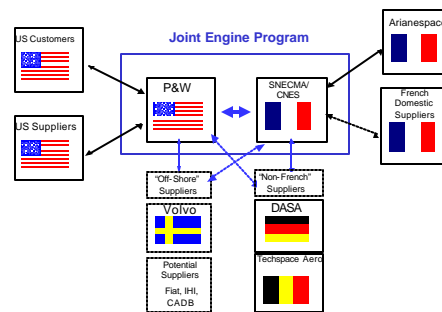 Joint Engine Program
US Customers
US Suppliers
P&W
SNECMA/
CNES
Arianespace
French
Domestic
Suppliers
"Off-Shore"
Suppliers
"Non-French"
Suppliers
Volvo
DASA
Potential
Suppliers
Fiat, IHI,
CADB
Techspace Aero